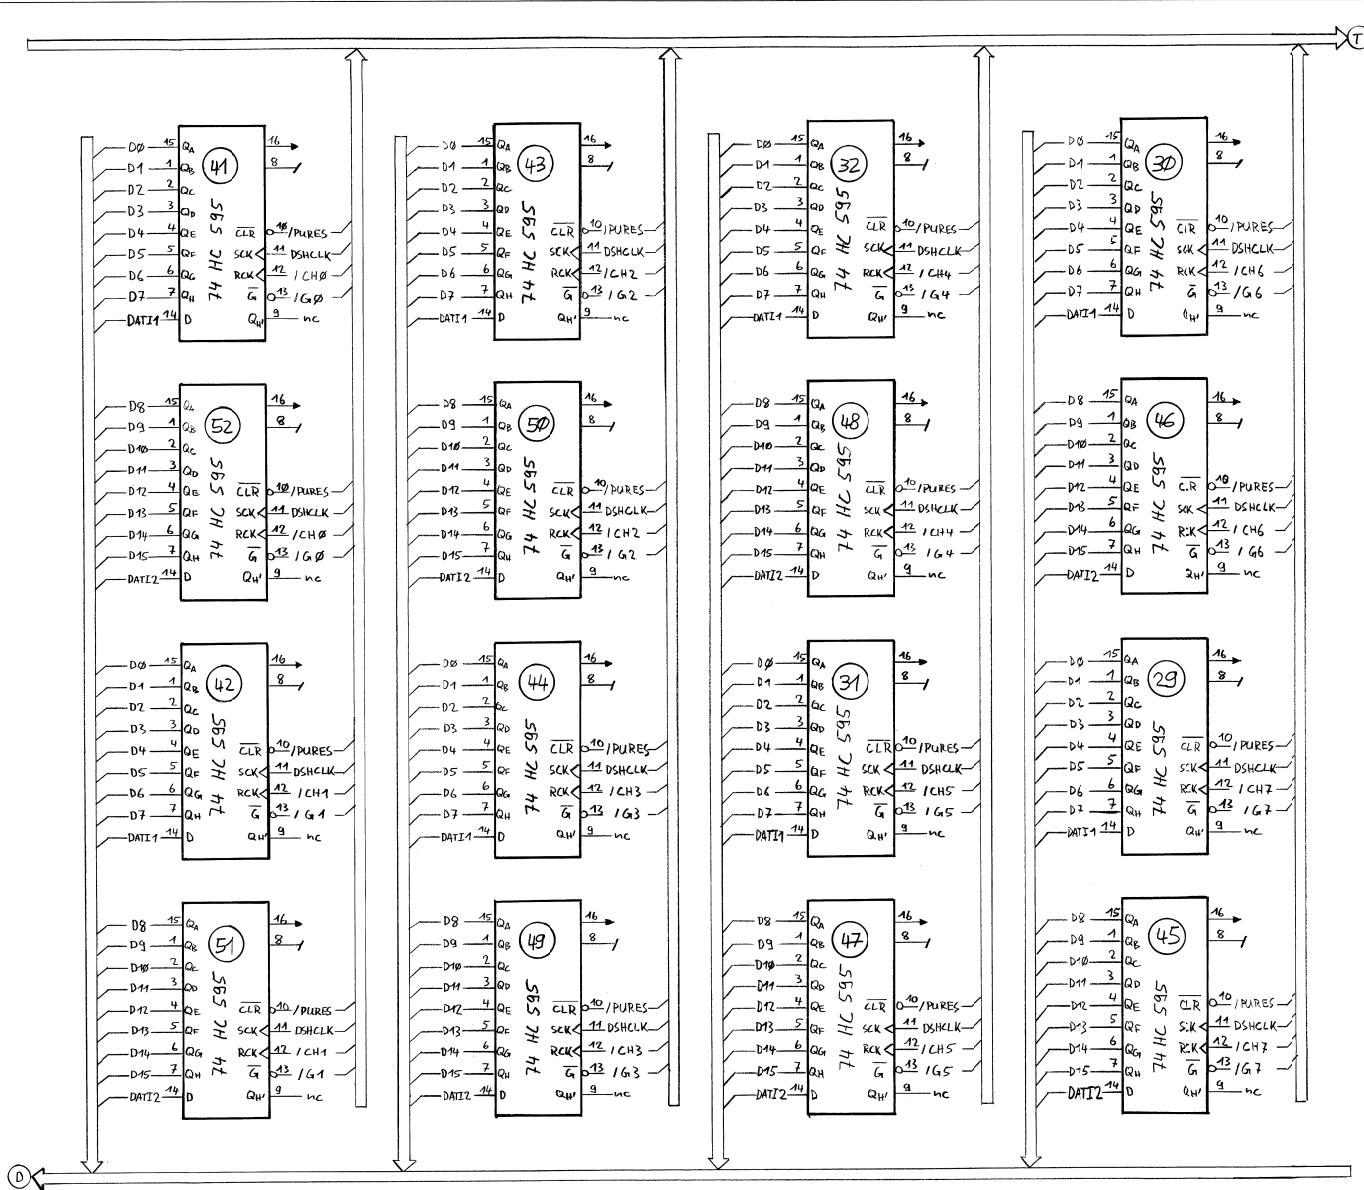 T
DØ 15 QA 41 16
D1 1 QB 8
D2 2 QC
D3 3 QD 74 HC 595
D4 4 QE CLR 10 /PURES
D5 5 QF SCK 11 DSHCLK
D6 6 QG RCK 12 /CHØ
D7 7 QH G 13 /GØ
DATI1 14 D QH' 9 nc
DØ 15 QA 43 16
D1 1 QB 8
D2 2 QC
D3 3 QD 74 HC 595
D4 4 QE CLR 10 /PURES
D5 5 QF SCK 11 DSHCLK
D6 6 QG RCK 12 /CH2
D7 7 QH G 13 /G2
DATI1 14 D QH' 9 nc
DØ 15 QA 32 16
D1 1 QB 8
D2 2 QC
D3 3 QD 74 HC 595
D4 4 QE CLR 10 /PURES
D5 5 QF SCK 11 DSHCLK
D6 6 QG RCK 12 /CH4
D7 7 QH G 13 /G4
DATI1 14 D QH' 9 nc
DØ 15 QA 3Ø 16
D1 1 QB 8
D2 2 QC
D3 3 QD 74 HC 595
D4 4 QE CLR 10 /PURES
D5 5 QF SCK 11 DSHCLK
D6 6 QG RCK 12 /CH6
D7 7 QH G 13 /G6
DATI1 14 D QH' 9 nc
D8 15 QA 52 16
D9 1 QB 8
D1Ø 2 QC
D11 3 QD 74 HC 595
D12 4 QE CLR 1Ø /PURES
D13 5 QF SCK 11 DSHCLK
D14 6 QG RCK 12 /CHØ
D15 7 QH G 13 /GØ
DATI2 14 D QH' 9 nc
D8 15 QA 5Ø 16
D9 1 QB 8
D1Ø 2 QC
D11 3 QD 74 HC 595
D12 4 QE CLR 10 /PURES
D13 5 QF SCK 11 DSHCLK
D14 6 QG RCK 12 /CH2
D15 7 QH G 13 /G2
DATI2 14 D QH' 9 nc
D8 15 QA 48 16
D9 1 QB 8
D1Ø 2 QC
D11 3 QD 74 HC 595
D12 4 QE CLR 10 /PURES
D13 5 QF SCK 11 DSHCLK
D14 6 QG RCK 12 /CH4
D15 7 QH G 13 /G4
DATI2 14 D QH' 9 nc
D8 15 QA 46 16
D9 1 QB 8
D1Ø 2 QC
D11 3 QD 74 HC 595
D12 4 QE CLR 1Ø /PURES
D13 5 QF SCK 11 DSHCLK
D14 6 QG RCK 12 /CH6
D15 7 QH G 13 /G6
DATI2 14 D QH' 9 nc
DØ 15 QA 42 16
D1 1 QB 8
D2 2 QC
D3 3 QD 74 HC 595
D4 4 QE CLR 10 /PURES
D5 5 QF SCK 11 DSHCLK
D6 6 QG RCK 12 /CH1
D7 7 QH G 13 /G1
DATI1 14 D QH' 9 nc
DØ 15 QA 44 16
D1 1 QB 8
D2 2 QC
D3 3 QD 74 HC 595
D4 4 QE CLR 10 /PURES
D5 5 QF SCK 11 DSHCLK
D6 6 QG RCK 12 /CH3
D7 7 QH G 13 /G3
DATI1 14 D QH' 9 nc
DØ 15 QA 31 16
D1 1 QB 8
D2 2 QC
D3 3 QD 74 HC 595
D4 4 QE CLR 10 /PURES
D5 5 QF SCK 11 DSHCLK
D6 6 QG RCK 12 /CH5
D7 7 QH G 13 /G5
DATI1 14 D QH' 9 nc
DØ 15 QA 29 16
D1 1 QB 8
D2 2 QC
D3 3 QD 74 HC 595
D4 4 QE CLR 10 /PURES
D5 5 QF SCK 11 DSHCLK
D6 6 QG RCK 12 /CH7
D7 7 QH G 13 /G7
DATI1 14 D QH' 9 nc
D8 15 QA 51 16
D9 1 QB 8
D1Ø 2 QC
D11 3 QD 74 HC 595
D12 4 QE CLR 10 /PURES
D13 5 QF SCK 11 DSHCLK
D14 6 QG RCK 12 /CH1
D15 7 QH G 13 /G1
DATI2 14 D QH' 9 nc
D8 15 QA 49 16
D9 1 QB 8
D1Ø 2 QC
D11 3 QD 74 HC 595
D12 4 QE CLR 10 /PURES
D13 5 QF SCK 11 DSHCLK
D14 6 QG RCK 12 /CH3
D15 7 QH G 13 /G3
DATI2 14 D QH' 9 nc
D8 15 QA 47 16
D9 1 QB 8
D1Ø 2 QC
D11 3 QD 74 HC 595
D12 4 QE CLR 10 /PURES
D13 5 QF SCK 11 DSHCLK
D14 6 QG RCK 12 /CH5
D15 7 QH G 13 /G5
DATI2 14 D QH' 9 nc
D8 15 QA 45 16
D9 1 QB 8
D1Ø 2 QC
D11 3 QD 74 HC 595
D12 4 QE CLR 10 /PURES
D13 5 QF SCK 11 DSHCLK
D14 6 QG RCK 12 /CH7
D15 7 QH G 13 /G7
DATI2 14 D QH' 9 nc
D